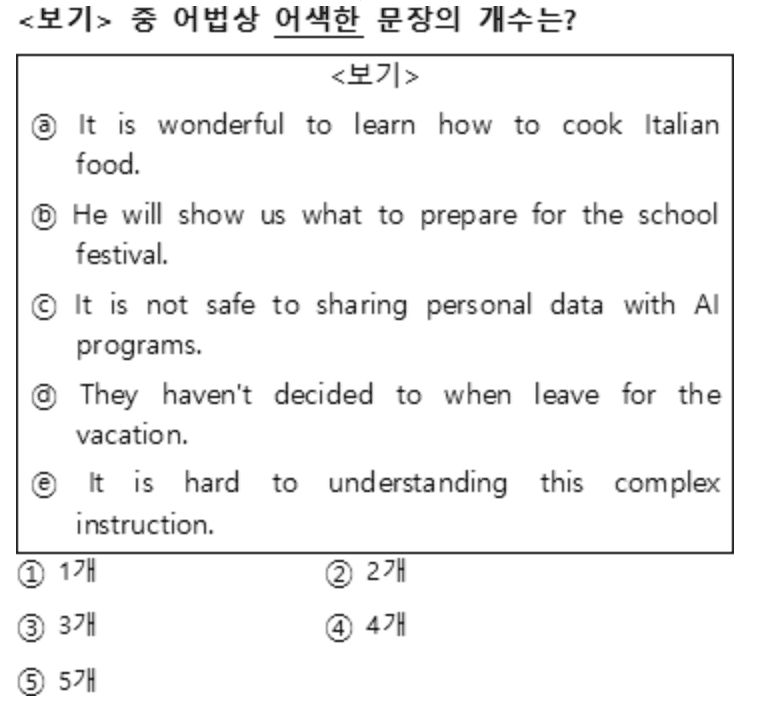 <보기> 중 어법상 어색한 문장의 개수는?
<보기>
ⓐ It is wonderful to learn how to cook Italian
food.
ⓑ He will show us what to prepare for the school
festival.
ⓒ It is not safe to sharing personal data with AI
programs.
ⓓ They haven't decided to when leave for the
vacation.
ⓔ It is hard to understanding this complex
instruction.
① 1개 ② 2개
③ 3개 ④ 4개
⑤ 5개